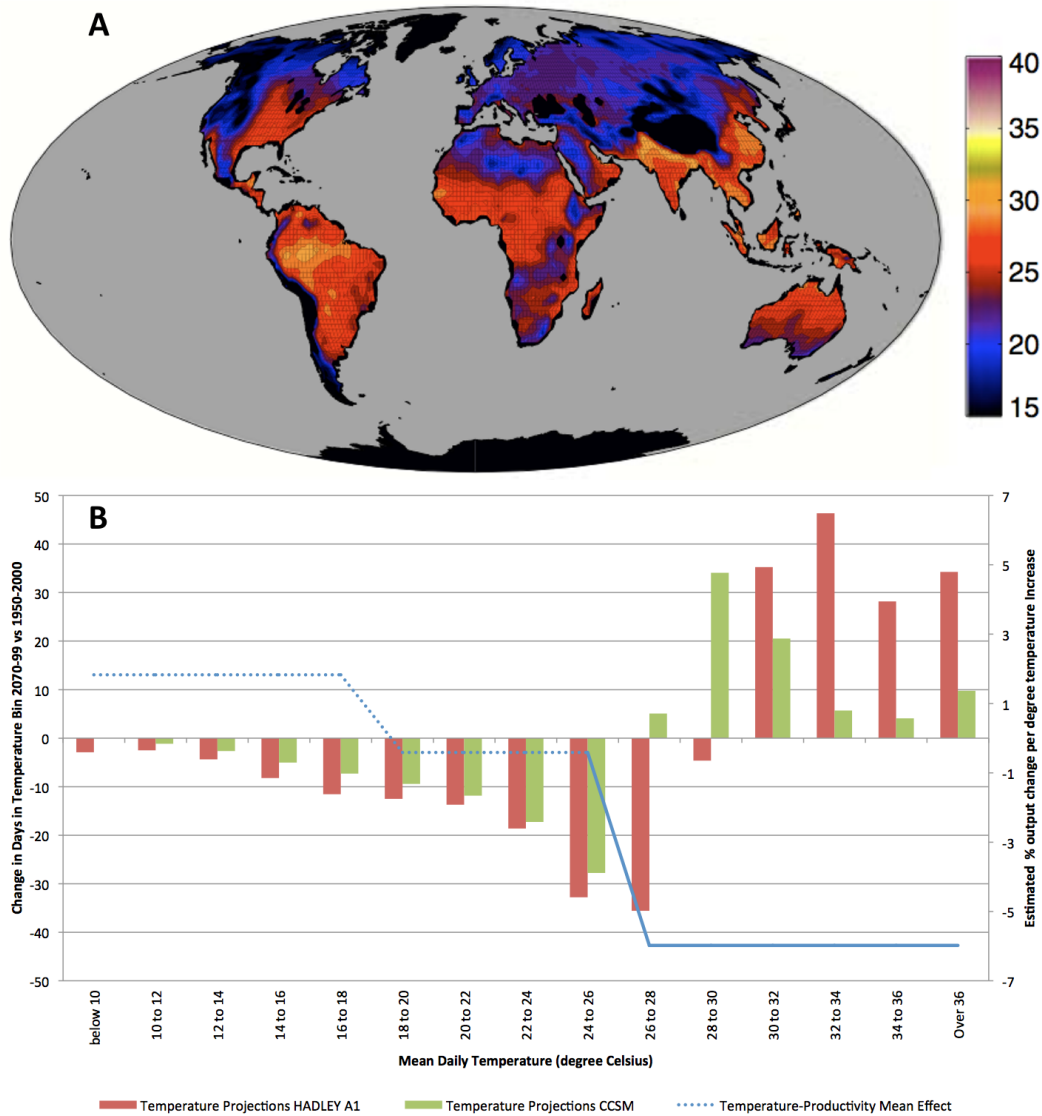 A
40
35
30
25
20
15
B
50
40
30
20
10
0
-10
-20
-30
-40
-50
Change in Days in Temperature Bin 2070-99 vs 1950-2000
7
5
3
1
-1
-3
-5
-7
Estimated % output change per degree temperature increase
below 10
10 to 12
12 to 14
14 to 16
16 to 18
18 to 20
20 to 22
22 to 24
24 to 26
26 to 28
28 to 30
30 to 32
32 to 34
34 to 36
Over 36
Mean Daily Temperature (degree Celsius)
Temperature Projections HADLEY A1
Temperature Projections CCSM
Temperature-Productivity Mean Effect